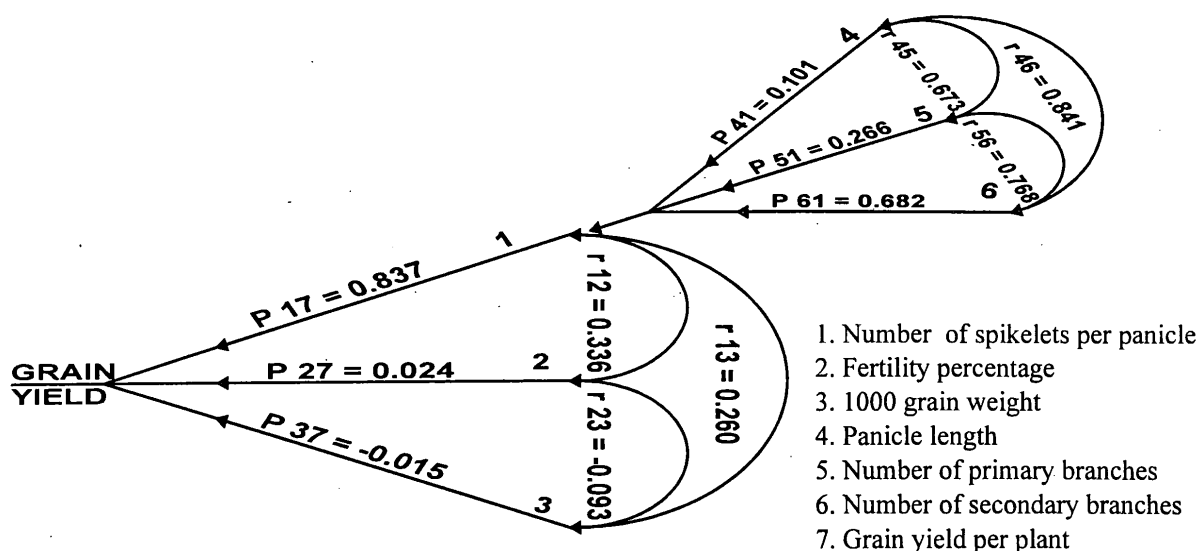 4
r 45 = 0.673
r 46 = 0.841
P 41 = 0.101
5
P 51 = 0.266
r 56 = 0.768
6
P 61 = 0.682
1
P 17 = 0.837
r 12 = 0.336
r 13 = 0.260
GRAIN
YIELD
P 27 = 0.024
2
r 23 = -0.093
P 37 = -0.015
3
1. Number of spikelets per panicle
2. Fertility percentage
3. 1000 grain weight
4. Panicle length
5. Number of primary branches
6. Number of secondary branches
7. Grain yield per plant